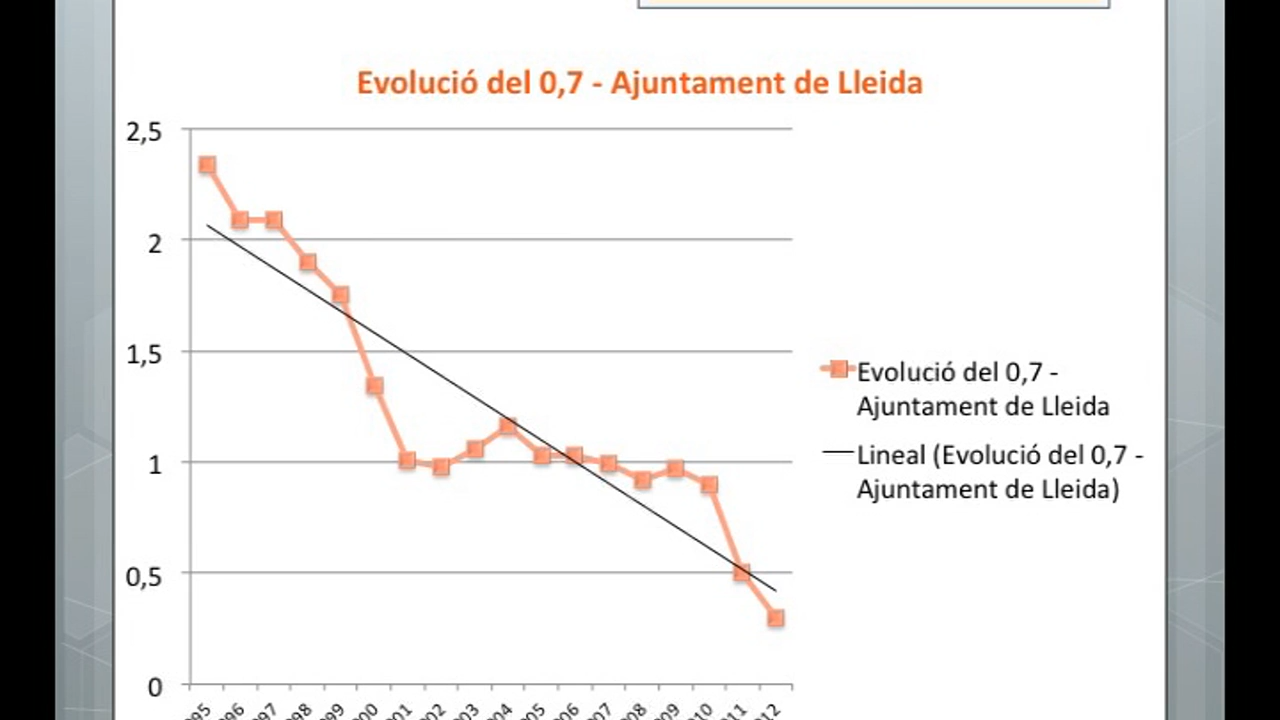 Evolució del 0,7 - Ajuntament de Lleida
2,5
2
1,5
1
0,5
0
Evolució del 0,7 -
Ajuntament de Lleida
Lineal (Evolució del 0,7 -
Ajuntament de Lleida)